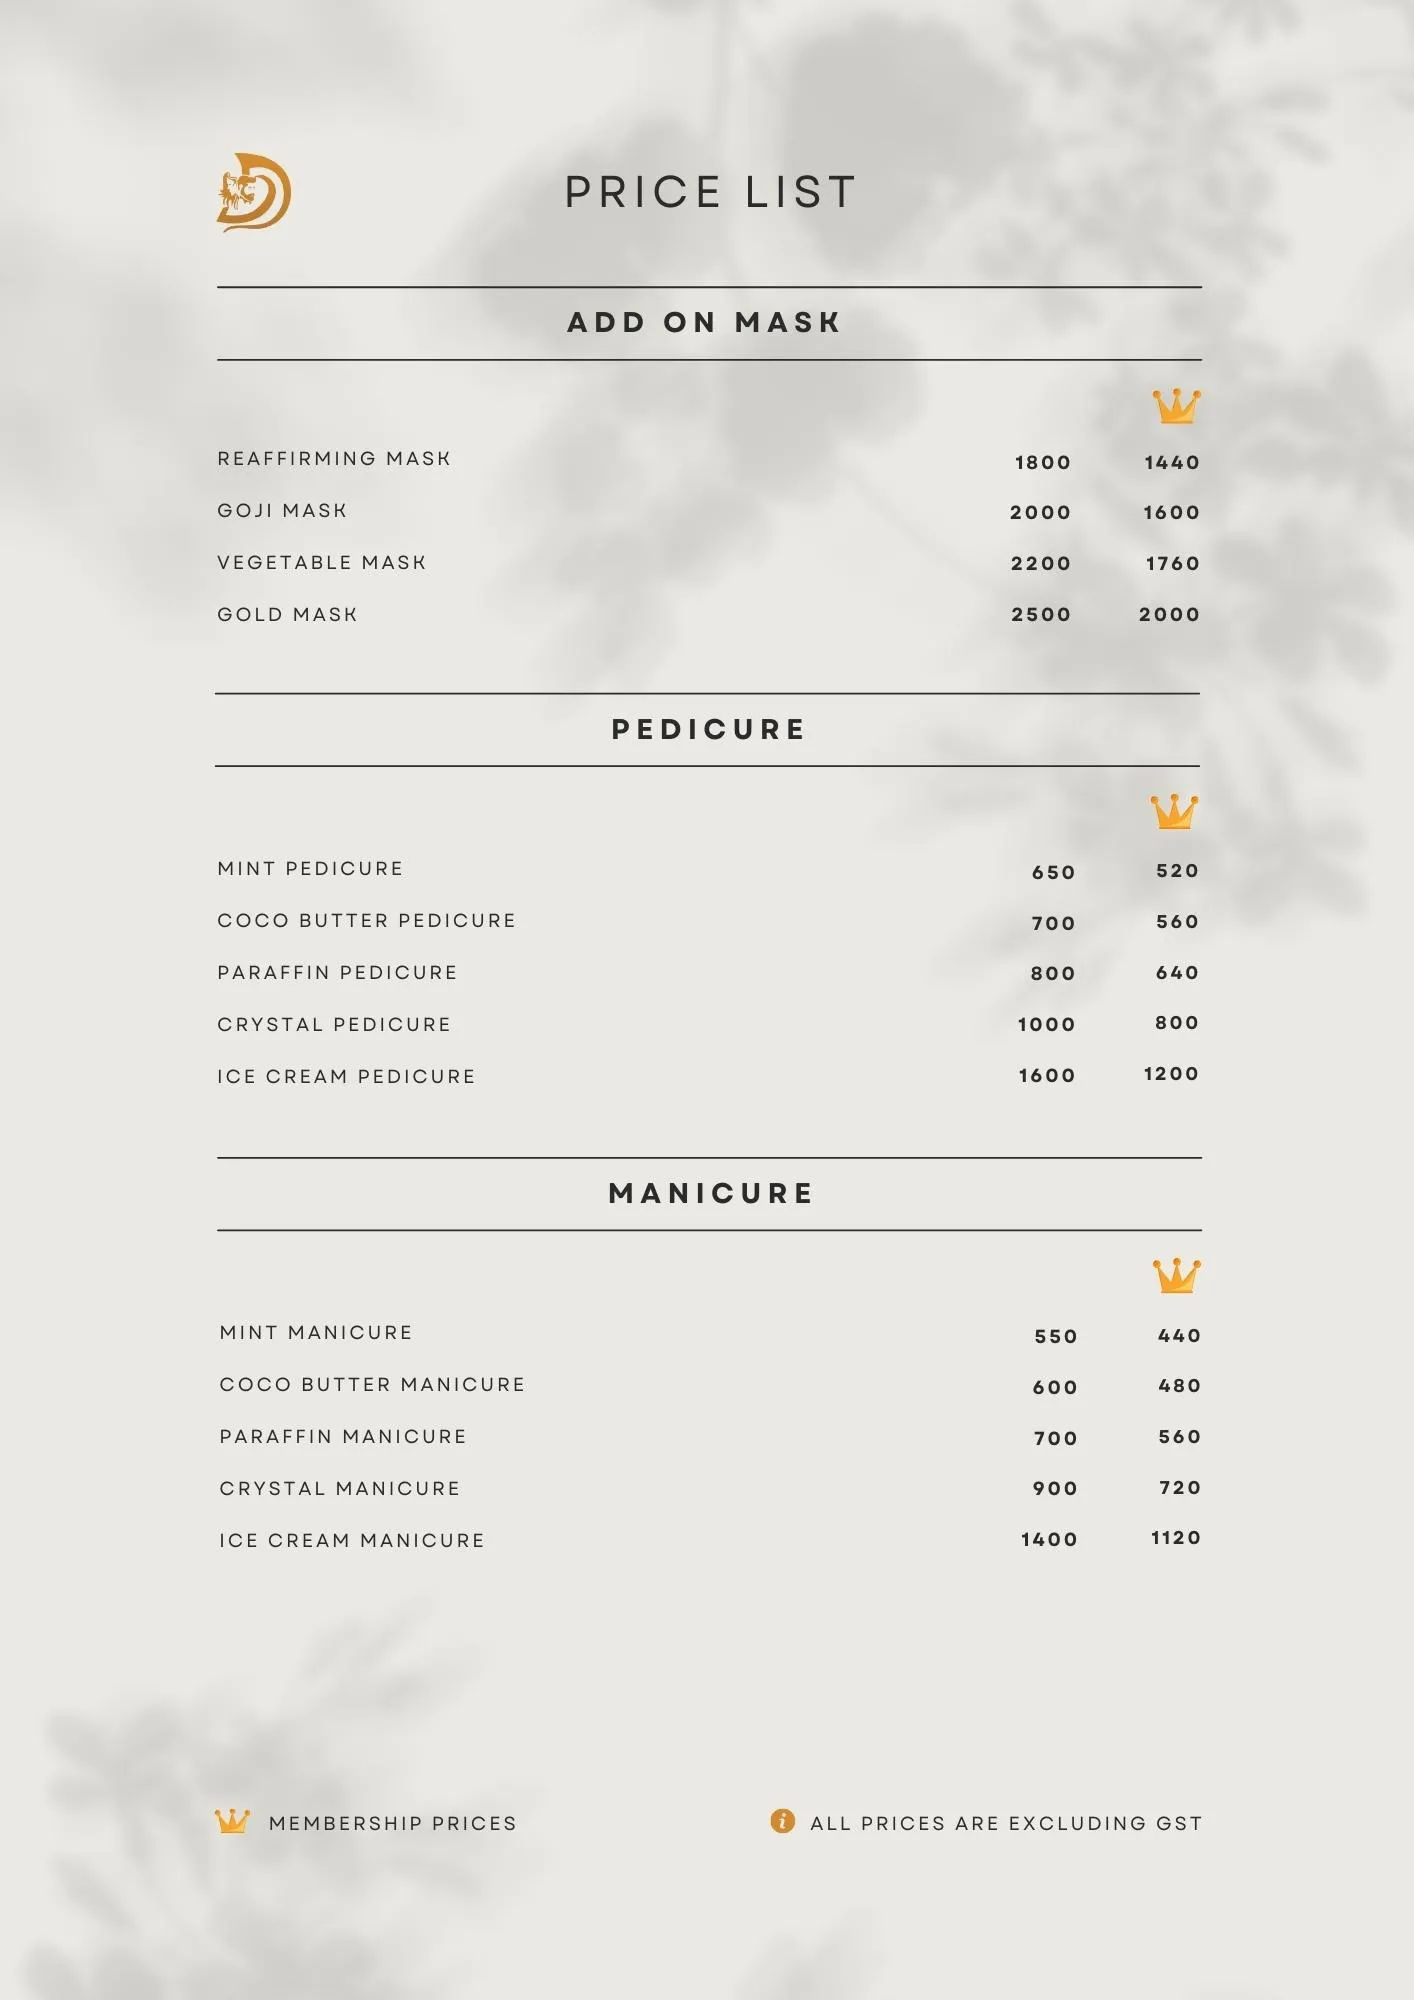 PRICE LIST
ADD ON MASK
REAFFIRMING MASK 1800 1440
GOJI MASK 2000 1600
VEGETABLE MASK 2200 1760
GOLD MASK 2500 2000
PEDICURE
MINT PEDICURE 650 520
COCO BUTTER PEDICURE 700 560
PARAFFIN PEDICURE 800 640
CRYSTAL PEDICURE 1000 800
ICE CREAM PEDICURE 1600 1200
MANICURE
MINT MANICURE 550 440
COCO BUTTER MANICURE 600 480
PARAFFIN MANICURE 700 560
CRYSTAL MANICURE 900 720
ICE CREAM MANICURE 1400 1120
MEMBERSHIP PRICES
ALL PRICES ARE EXCLUDING GST